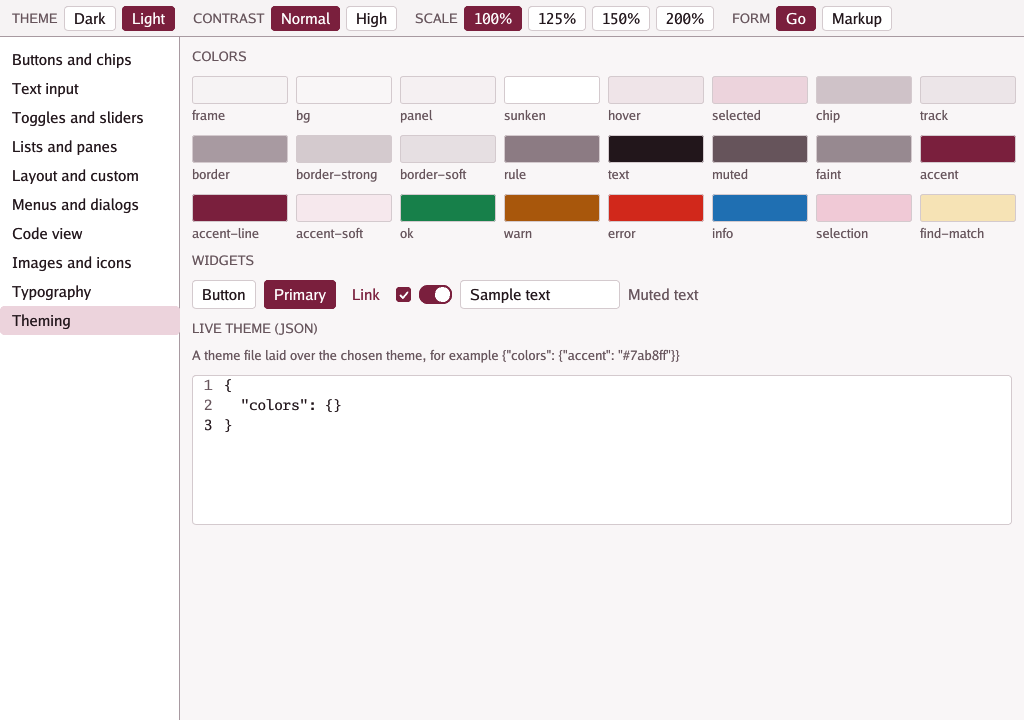 THEME Dark Light CONTRAST Normal High SCALE 100% 125% 150% 200% FORM Go Markup
Buttons and chips
Text input
Toggles and sliders
Lists and panes
Layout and custom
Menus and dialogs
Code view
Images and icons
Typography
Theming
COLORS
frame bg panel sunken hover selected chip track
border border-strong border-soft rule text muted faint accent
accent-line accent-soft ok warn error info selection find-match
WIDGETS
Button Primary Link Sample text Muted text
LIVE THEME (JSON)
A theme file laid over the chosen theme, for example {"colors": {"accent": "#7ab8ff"}}
1 {
2 "colors": {}
3 }